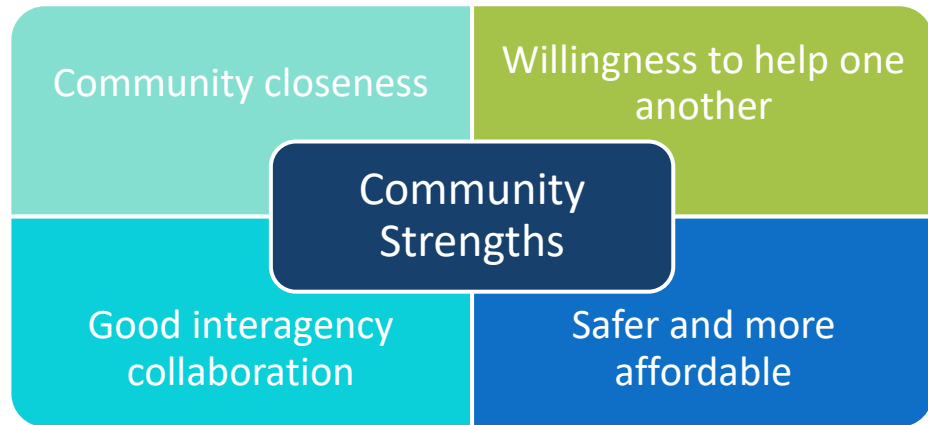 Community closeness
Willingness to help one
another
Community
Strengths
Good interagency
collaboration
Safer and more
affordable